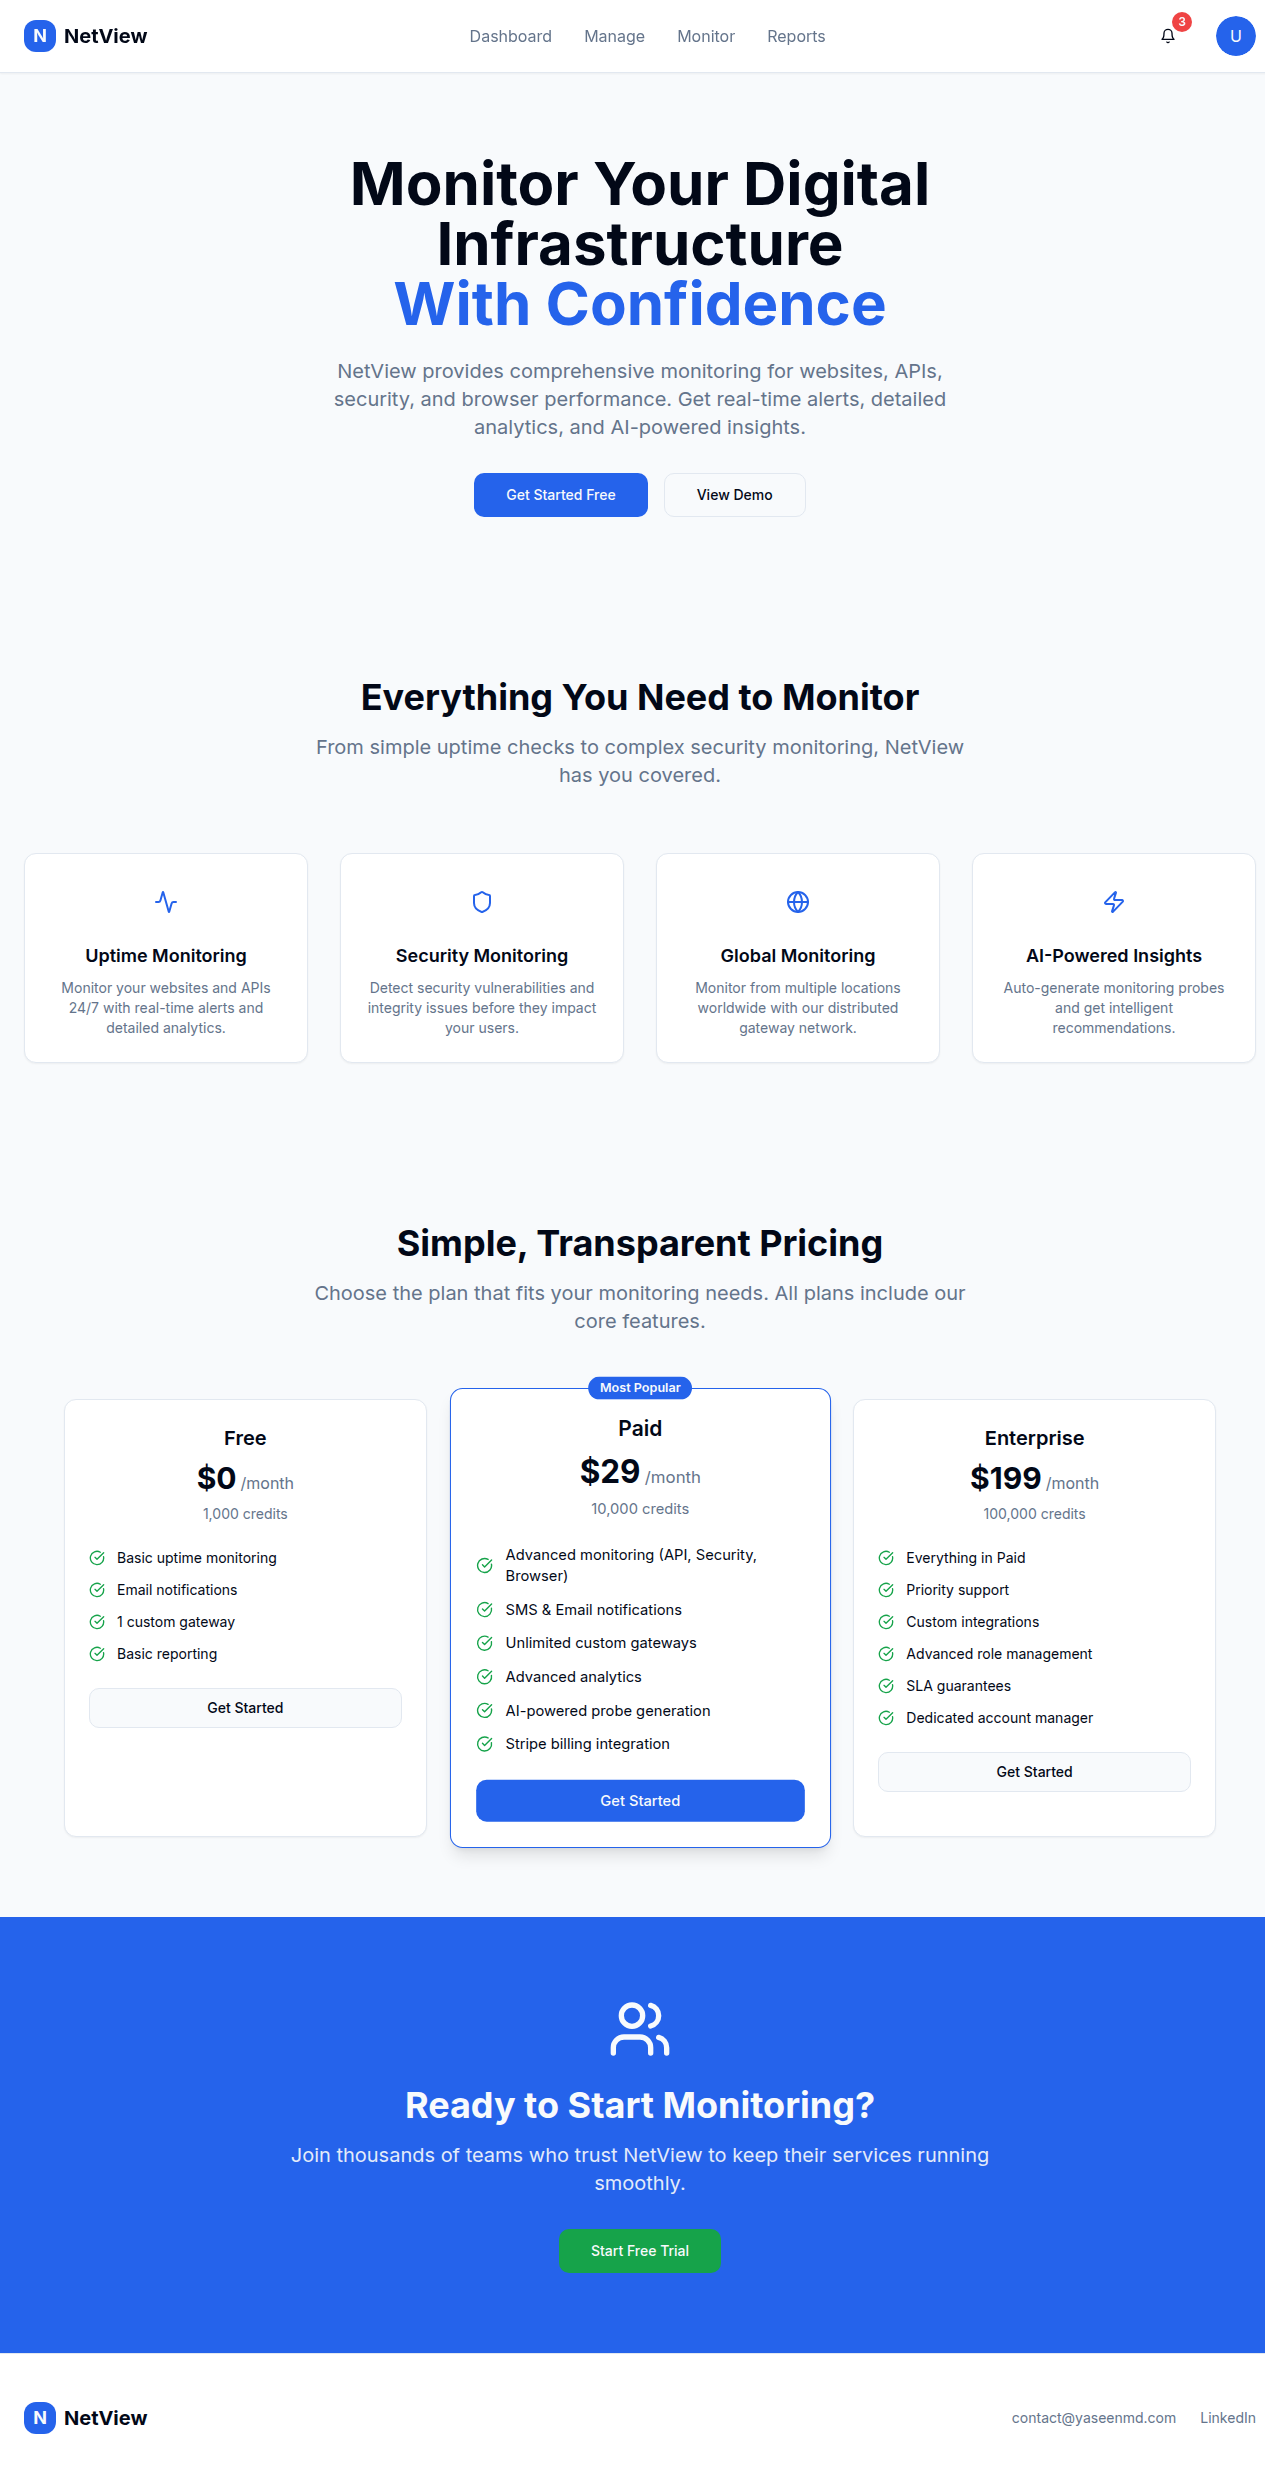 N NetView
Dashboard Manage Monitor Reports
3
U
Monitor Your Digital
Infrastructure
With Confidence
NetView provides comprehensive monitoring for websites, APIs,
security, and browser performance. Get real-time alerts, detailed
analytics, and AI-powered insights.
Get Started Free
View Demo
Everything You Need to Monitor
From simple uptime checks to complex security monitoring, NetView
has you covered.
Uptime Monitoring
Monitor your websites and APIs
24/7 with real-time alerts and
detailed analytics.
Security Monitoring
Detect security vulnerabilities and
integrity issues before they impact
your users.
Global Monitoring
Monitor from multiple locations
worldwide with our distributed
gateway network.
AI-Powered Insights
Auto-generate monitoring probes
and get intelligent
recommendations.
Simple, Transparent Pricing
Choose the plan that fits your monitoring needs. All plans include our
core features.
Free
$0 /month
1,000 credits
Basic uptime monitoring
Email notifications
1 custom gateway
Basic reporting
Get Started
Most Popular
Paid
$29 /month
10,000 credits
Advanced monitoring (API, Security,
Browser)
SMS & Email notifications
Unlimited custom gateways
Advanced analytics
AI-powered probe generation
Stripe billing integration
Get Started
Enterprise
$199 /month
100,000 credits
Everything in Paid
Priority support
Custom integrations
Advanced role management
SLA guarantees
Dedicated account manager
Get Started
Ready to Start Monitoring?
Join thousands of teams who trust NetView to keep their services running
smoothly.
Start Free Trial
N NetView
contact@yaseenmd.com LinkedIn